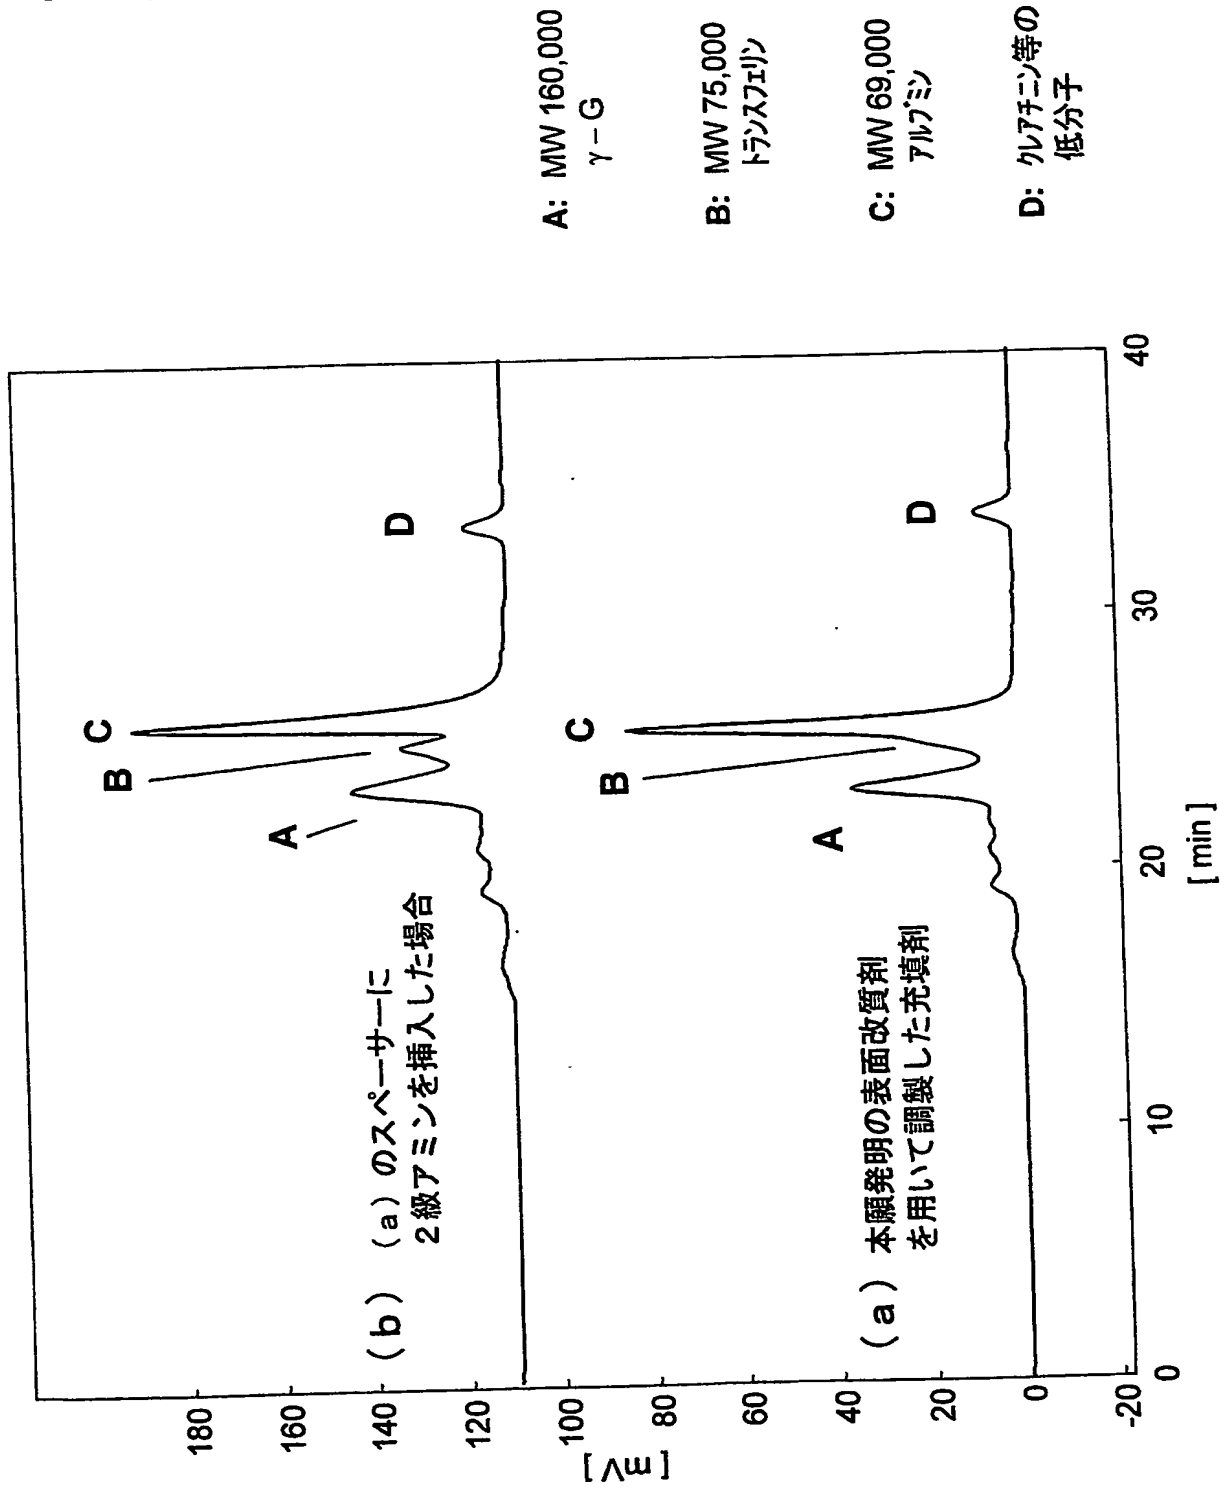 A: MW 160,000
γ-G
B: MW 75,000
トランスフェリン
C: MW 69,000
アルブミン
D: クレアチニン等の
低分子
(b) (a)のスペーサーに
2級アミンを挿入した場合
A
B
C
D
(a) 本願発明の表面改質剤
を用いて調製した充填剤
A
B
C
D
180
160
140
120
100
80
60
40
20
0
-20
[mV]
0
10
20
30
40
[min]